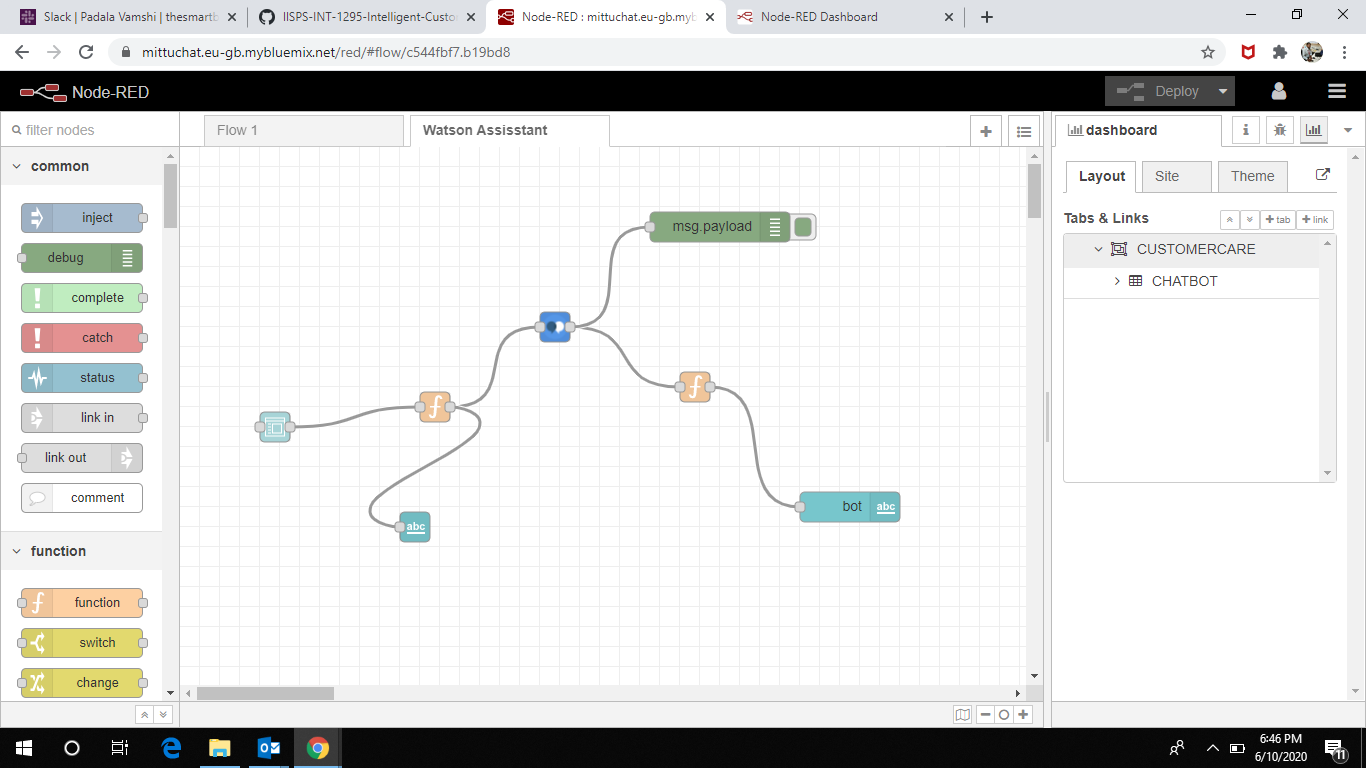 Slack | Padala Vamshi | thesmartb
IISPS-INT-1295-Intelligent-Custo
Node-RED : mittuchat.eu-gb.myb
Node-RED Dashboard
mittuchat.eu-gb.mybluemix.net/red/#flow/c544fbf7.b19bd8
Node-RED
Deploy
filter nodes
Flow 1
Watson Assisstant
dashboard
i
common
Layout
Site
Theme
inject
Tabs & Links
+ tab
+ link
msg.payload
debug
CUSTOMERCARE
CHATBOT
complete
catch
status
link in
link out
comment
bot
abc
abc
function
function
switch
change
6:46 PM
6/10/2020
11